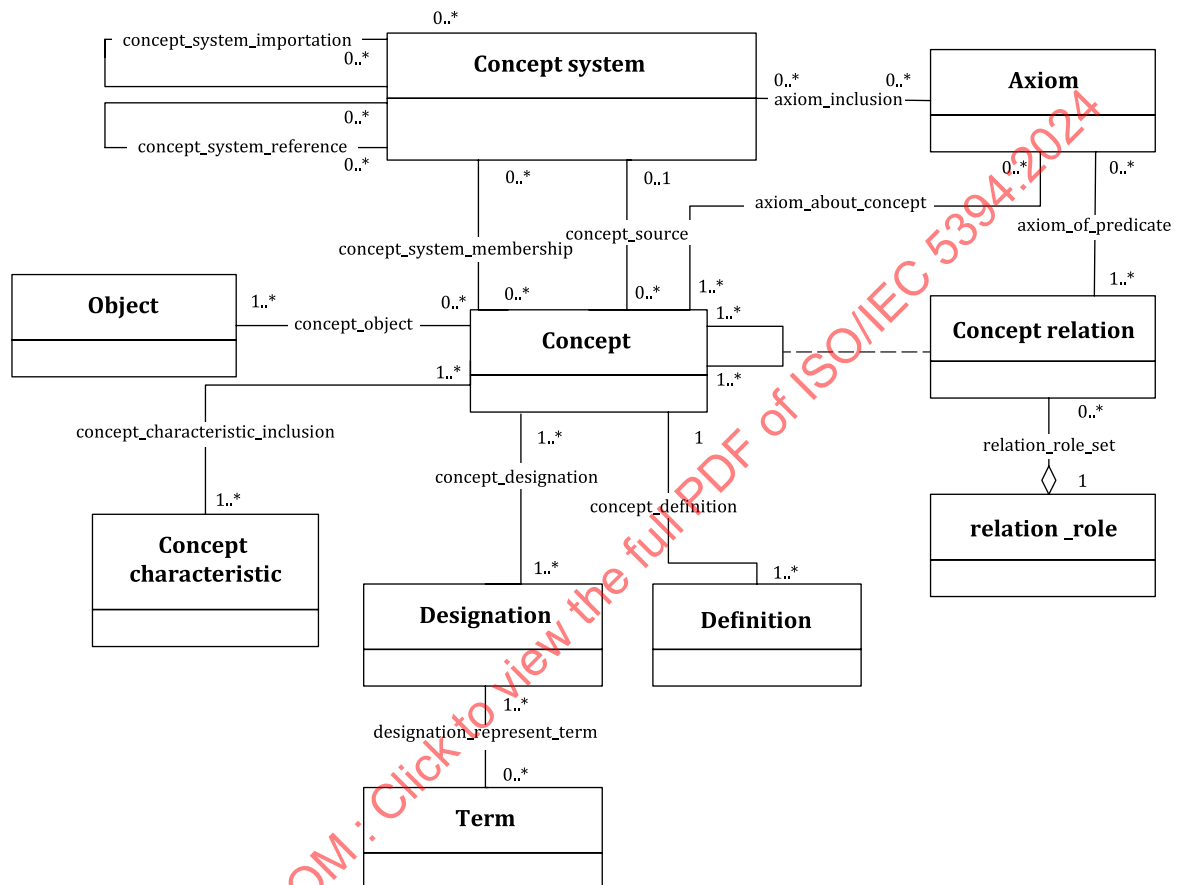 0..*
concept_system_importation
0..*
Concept system
0..*
axiom_inclusion
0..*
Axiom
0..*
concept_system_reference
0..*
0..*
0..1
0..*
0..*
axiom_about_concept
concept_system_membership
concept_source
axiom_of_predicate
Object
1..*
concept_object
0..*
0..*
0..*
1..*
1..*
Concept
1..*
1..*
Concept relation
1..*
concept_characteristic_inclusion
1..*
concept_designation
1
concept_definition
0..*
relation_role_set
1
relation _role
1..*
Concept
characteristic
1..*
Designation
1..*
Definition
1..*
designation_represent_term
0..*
Term
OM : Click to view the full PDF of ISO/IEC 5394:2024